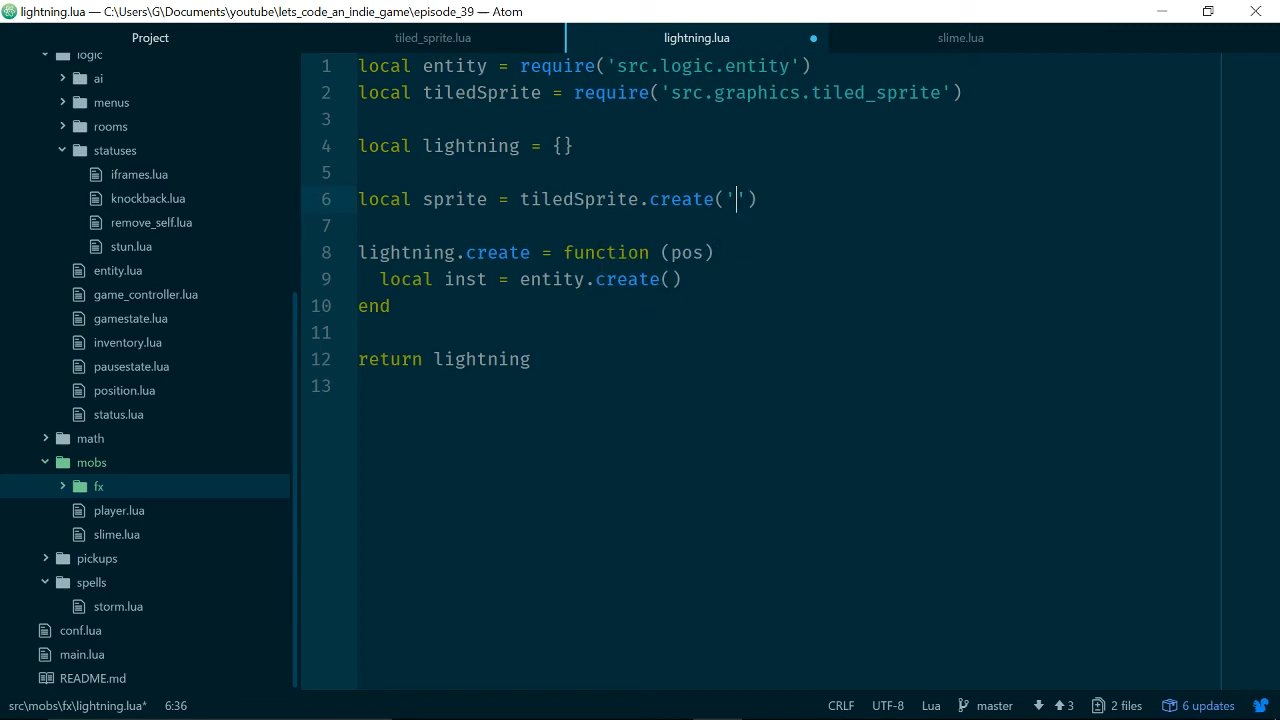 lightning.lua — C:\Users\G\Documents\youtube\lets_code_an_indie_game\episode_39 — Atom
Project
tiled_sprite.lua
lightning.lua
slime.lua
logic
ai
menus
rooms
statuses
iframes.lua
knockback.lua
remove_self.lua
stun.lua
entity.lua
game_controller.lua
gamestate.lua
inventory.lua
pausestate.lua
position.lua
status.lua
math
mobs
fx
player.lua
slime.lua
pickups
spells
storm.lua
conf.lua
main.lua
README.md
1 local entity = require('src.logic.entity')
2 local tiledSprite = require('src.graphics.tiled_sprite')
3
4 local lightning = {}
5
6 local sprite = tiledSprite.create('')
7
8 lightning.create = function (pos)
9 local inst = entity.create()
10 end
11
12 return lightning
13
src\mobs\fx\lightning.lua* 6:36
CRLF UTF-8 Lua master 3 2 files 6 updates